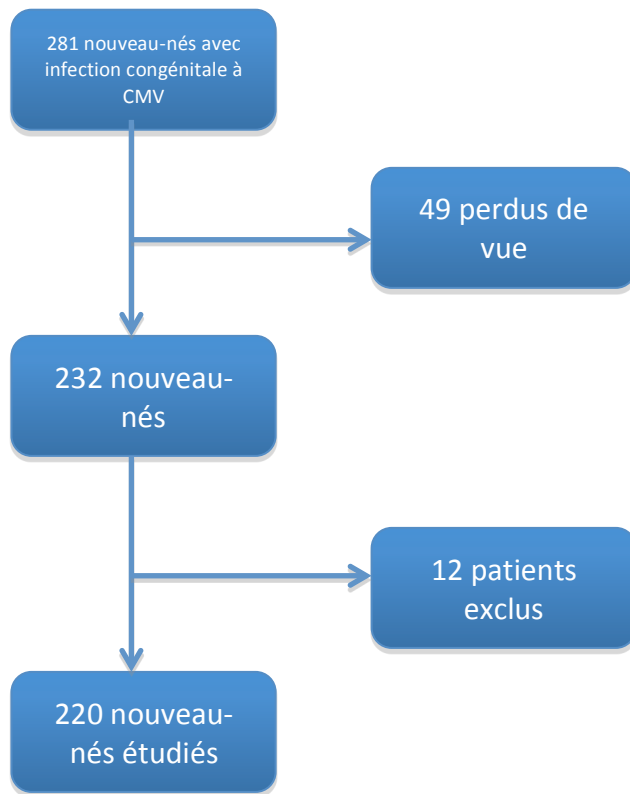 281 nouveau-nés avec
infection congénitale à
CMV
49 perdus de
vue
232 nouveau-
nés
12 patients
exclus
220 nouveau-
nés étudiés